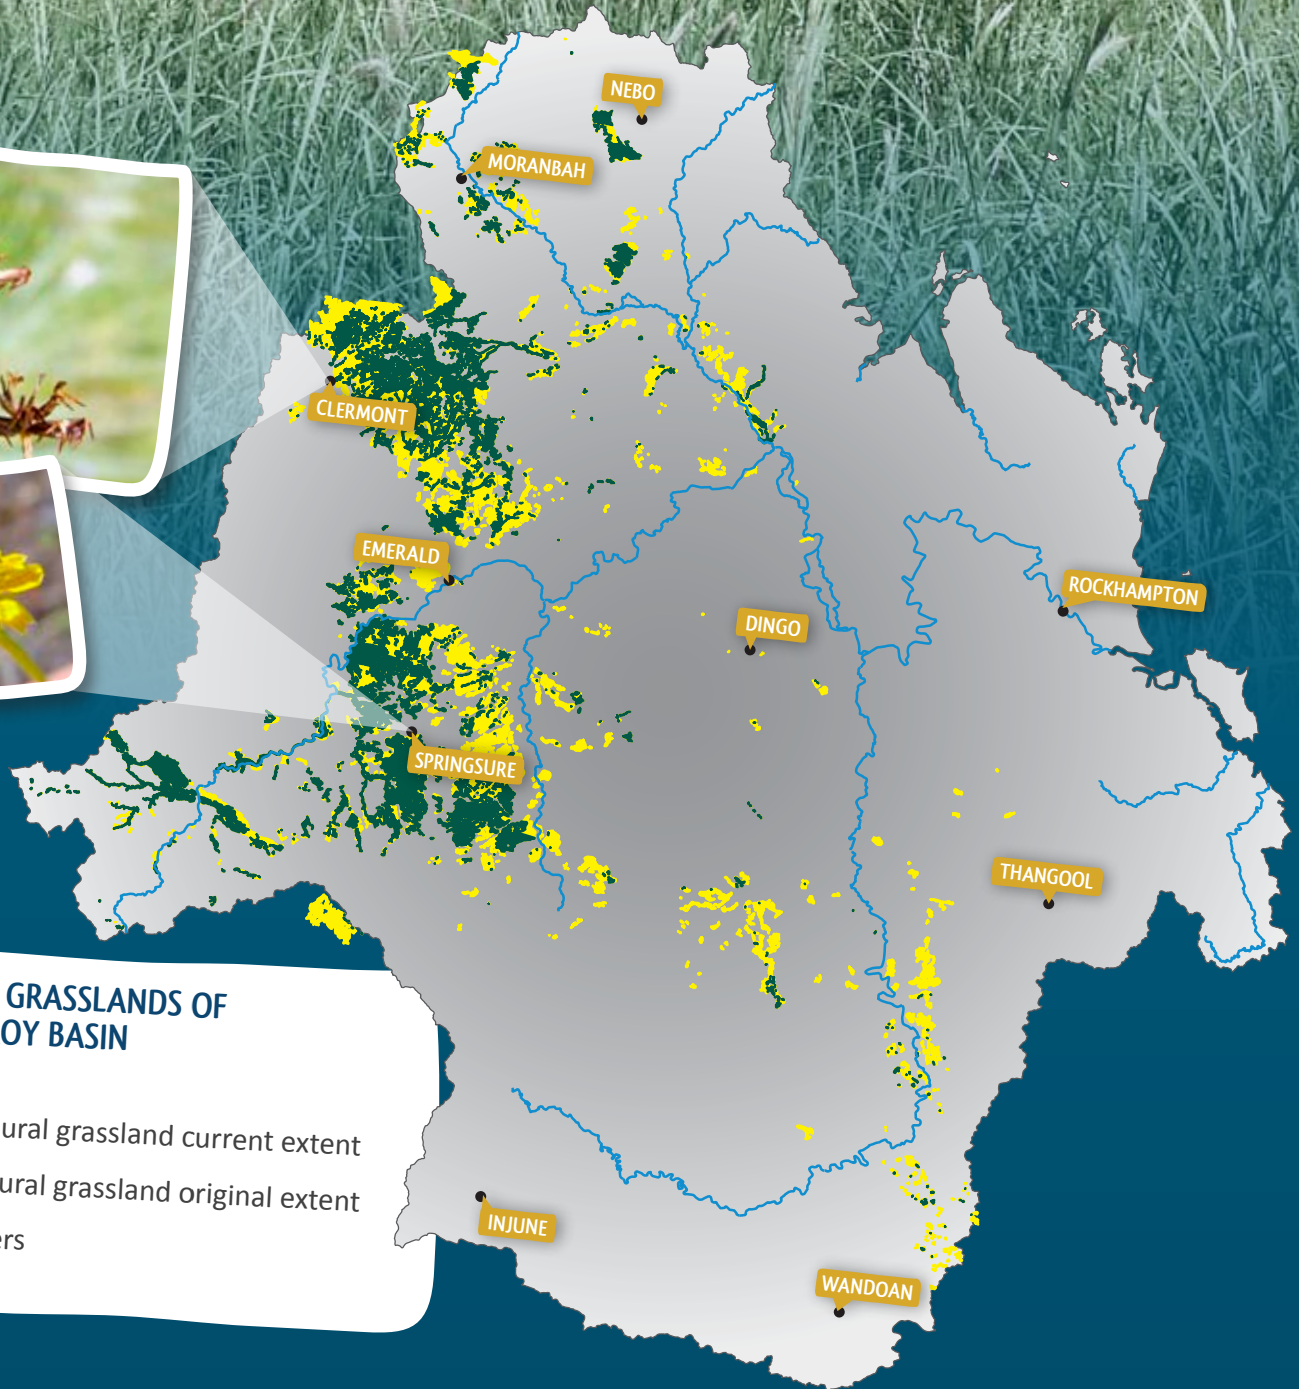 NEBO
MORANBAH
CLERMONT
EMERALD
ROCKHAMPTON
DINGO
SPRINGSURE
THANGOOL
GRASSLANDS OF
OY BASIN
ural grassland current extent
ural grassland original extent
ers
INJUNE
WANDOAN